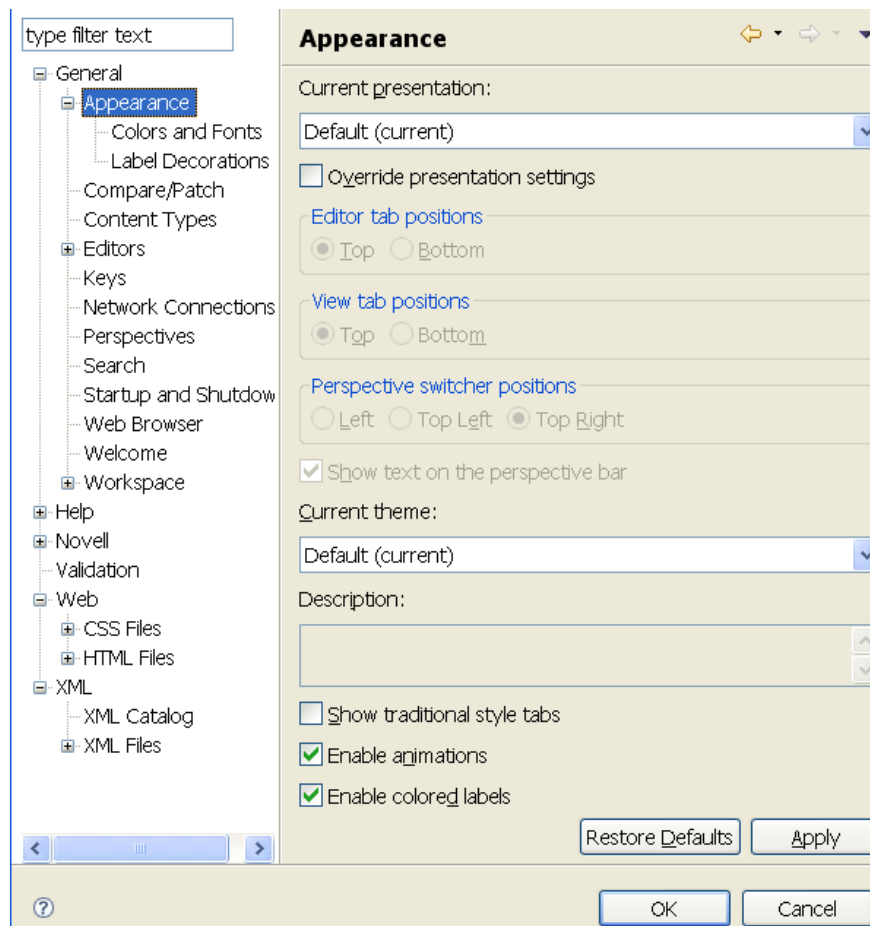 type filter text
General
Appearance
Colors and Fonts
Label Decorations
Compare/Patch
Content Types
Editors
Keys
Network Connections
Perspectives
Search
Startup and Shutdow
Web Browser
Welcome
Workspace
Help
Novell
Validation
Web
CSS Files
HTML Files
XML
XML Catalog
XML Files
Appearance
Current presentation:
Default (current)
Override presentation settings
Editor tab positions
Top Bottom
View tab positions
Top Bottom
Perspective switcher positions
Left Top Left Top Right
Show text on the perspective bar
Current theme:
Default (current)
Description:
Show traditional style tabs
Enable animations
Enable colored labels
Restore Defaults Apply
? OK Cancel